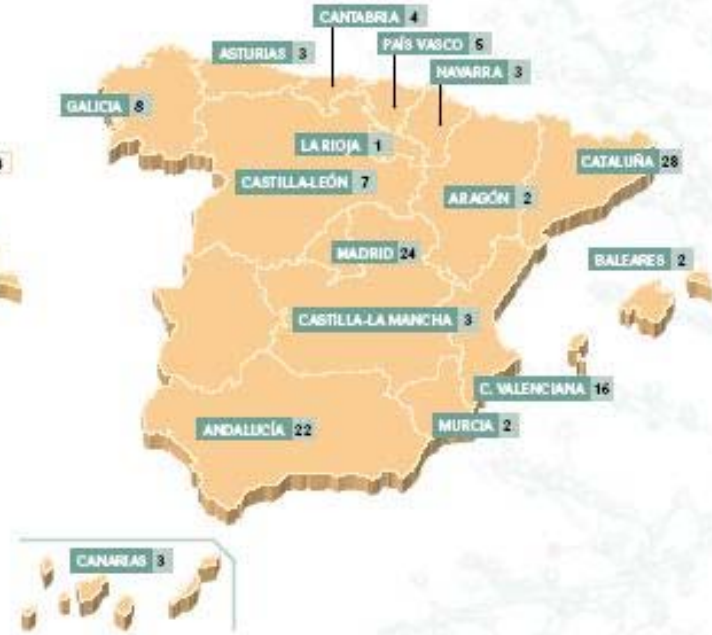 CANTABRIA 4
PAÍS VASCO 5
ASTURIAS 3
NAVARRA 3
GALICIA 8
LA RIOJA 1
CATALUÑA 28
CASTILLA-LEÓN 7
ARAGÓN 2
MADRID 24
BALEARES 2
CASTILLA-LA MANCHA 3
C. VALENCIANA 16
ANDALUCÍA 22
MURCIA 2
CANARIAS 3